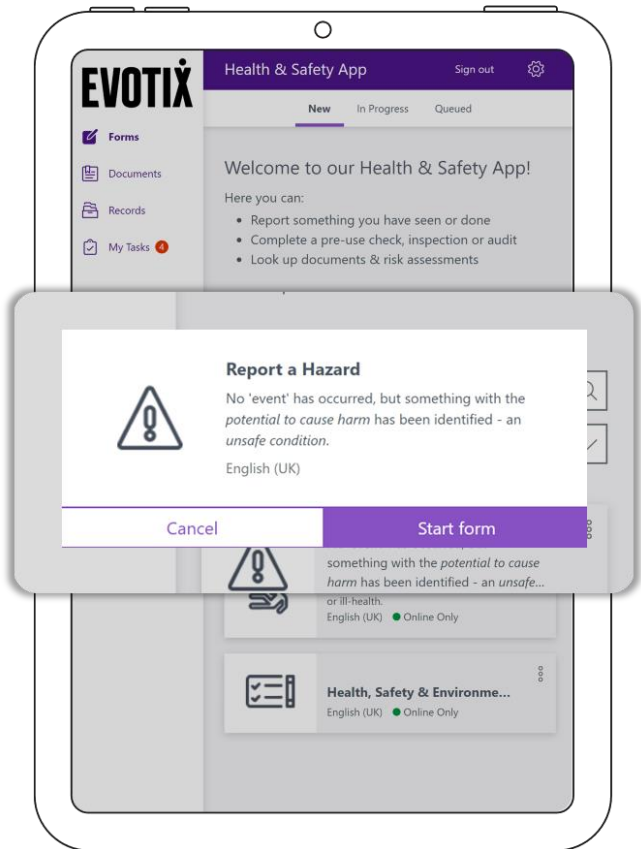 EVOTIX
Health & Safety App
Sign out
New
In Progress
Queued
Forms
Documents
Records
My Tasks 4
Welcome to our Health & Safety App!
Here you can:
• Report something you have seen or done
• Complete a pre-use check, inspection or audit
• Look up documents & risk assessments
Report a Hazard
No 'event' has occurred, but something with the
potential to cause harm has been identified - an
unsafe condition.
English (UK)
Cancel
Start form
something with the potential to cause
harm has been identified - an unsafe...
or ill-health.
English (UK) Online Only
Health, Safety & Environme...
English (UK) Online Only